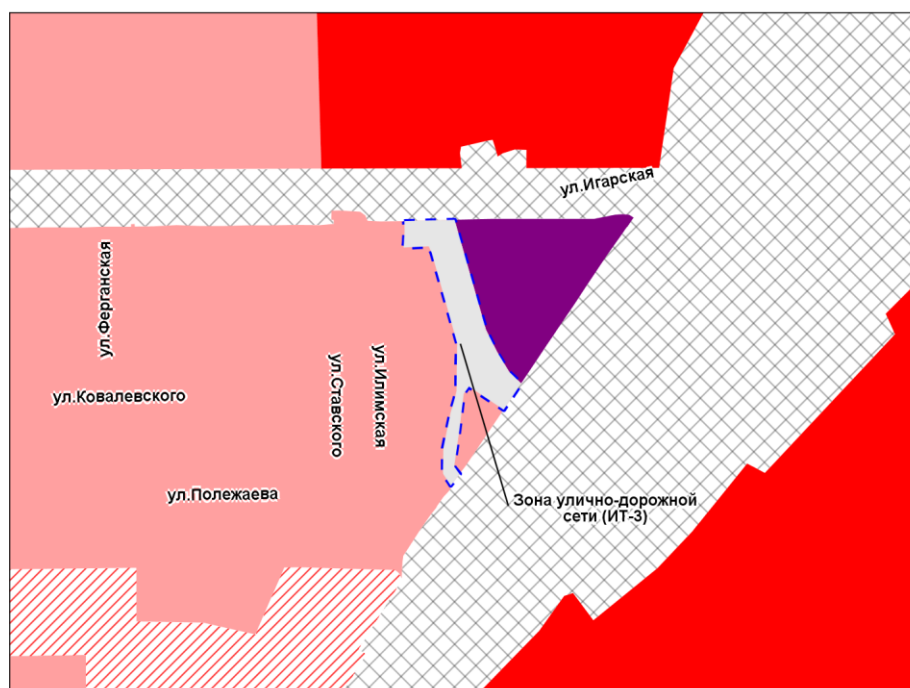 ул.Игарская
ул.Ферганская
ул.Ковалевского
ул.Ставского
ул.Илимская
ул.Полежаева
Зона улично-дорожной
сети (ИТ-3)